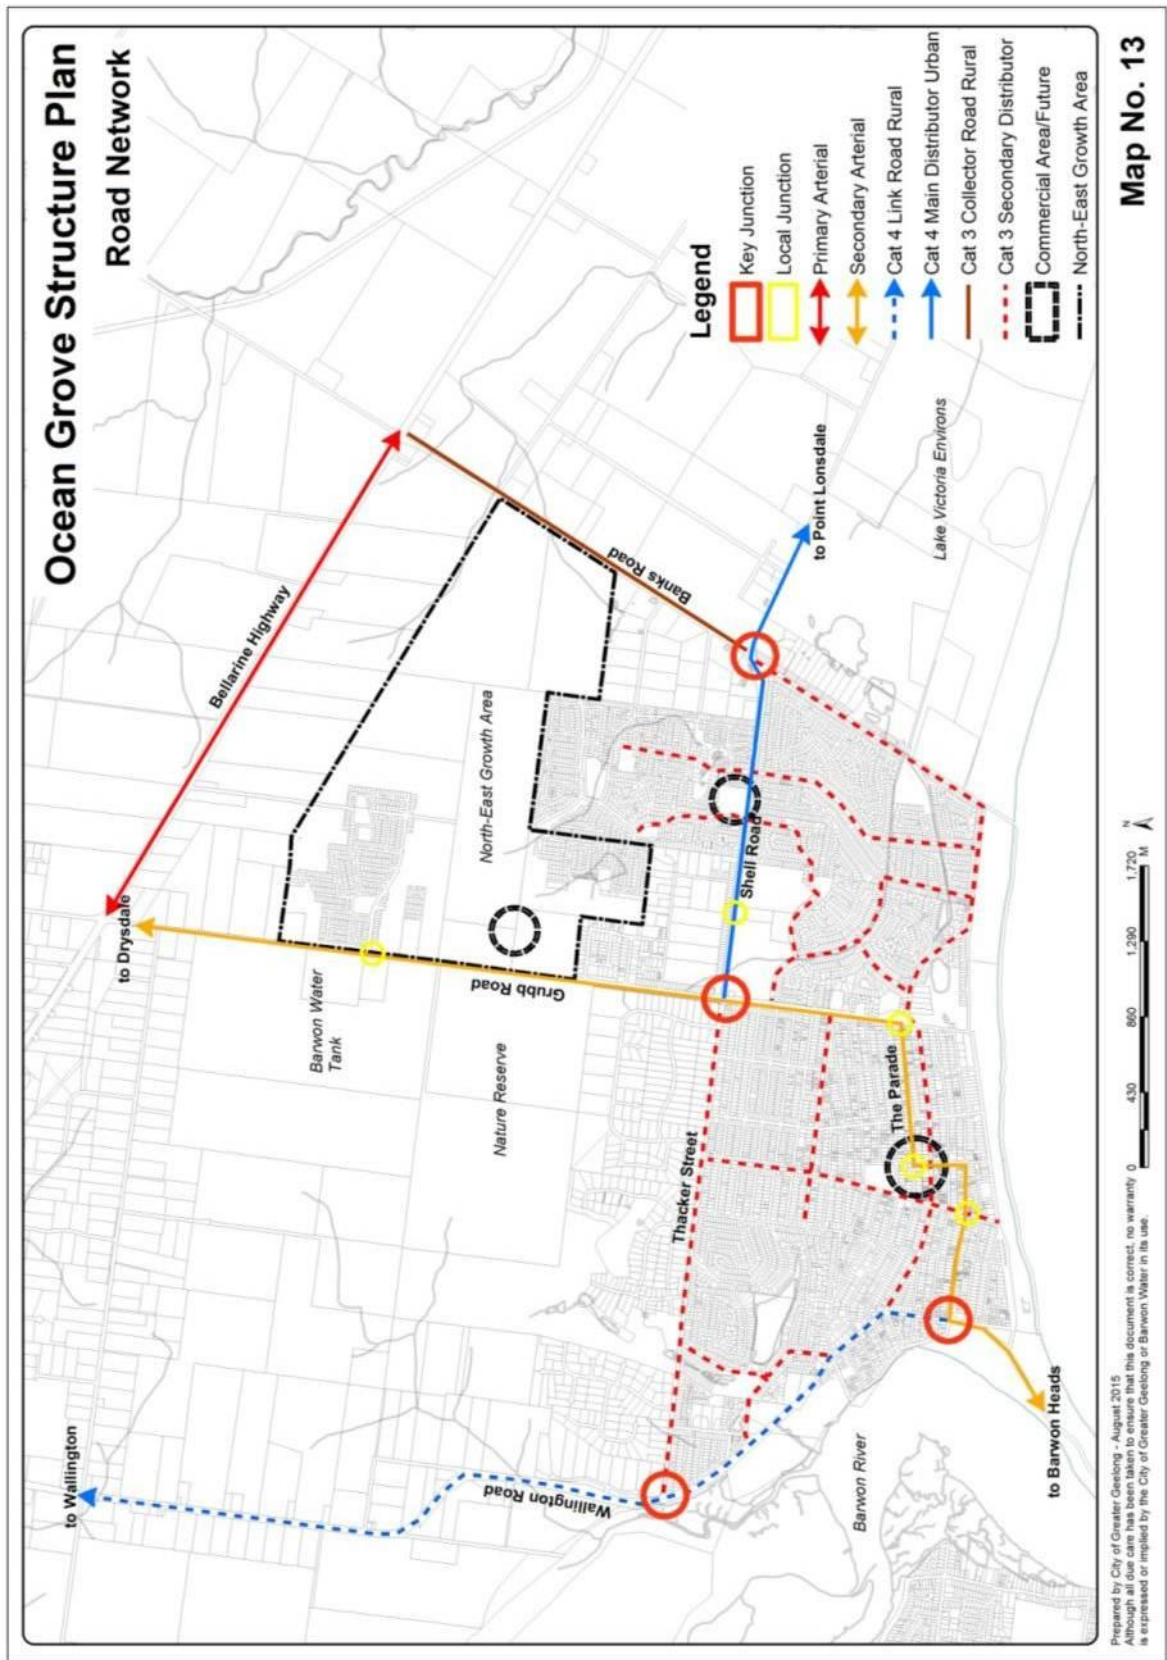 Ocean Grove Structure Plan
Road Network
Legend
Key Junction
Local Junction
Primary Arterial
Secondary Arterial
Cat 4 Link Road Rural
Cat 4 Main Distributor Urban
Cat 3 Collector Road Rural
Cat 3 Secondary Distributor
Commercial Area/Future
North-East Growth Area
to Wallington
to Drysdale
Bellarine Highway
Barwon Water
Tank
Grubb Road
North-East Growth Area
Nature Reserve
Banks Road
Wallington Road
Thacker Street
Shell Road
to Point Lonsdale
The Parade
Lake Victoria Environs
Barwon River
to Barwon Heads
Prepared by City of Greater Geelong - August 2015
Although all due care has been taken to ensure that this document is correct, no warranty
is expressed or implied by the City of Greater Geelong or Barwon Water in its use.
0 430 860 1,290 1,720
M
N
Map No. 13